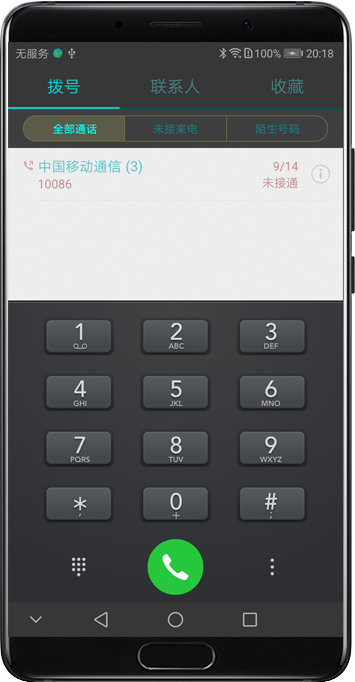 无服务 100% 20:18
拨号 联系人 收藏
全部通话 未接来电 陌生号码
中国移动通信 (3) 9/14
10086 未接通
1 2 ABC 3 DEF
4 GHI 5 JKL 6 MNO
7 PQRS 8 TUV 9 WXYZ
* , 0 + # ;